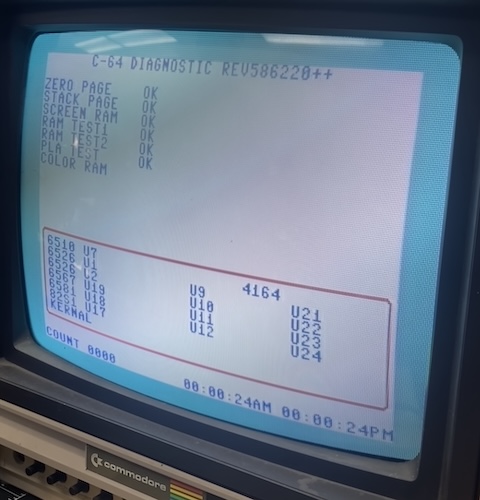 C-64 DIAGNOSTIC REV586220++
ZERO PAGE OK
STACK PAGE OK
SCREEN RAM OK
RAM TEST1 OK
RAM TEST2 OK
PLA TEST OK
COLOR RAM OK
6510 U7
6526 U1
6526 U2
6567 U19
6581 U18
82S1 U17
KERNAL
4164
U9 U21
U10 U22
U11 U23
U12 U24
COUNT 0000
00:00:24AM 00:00:24PM
commodore